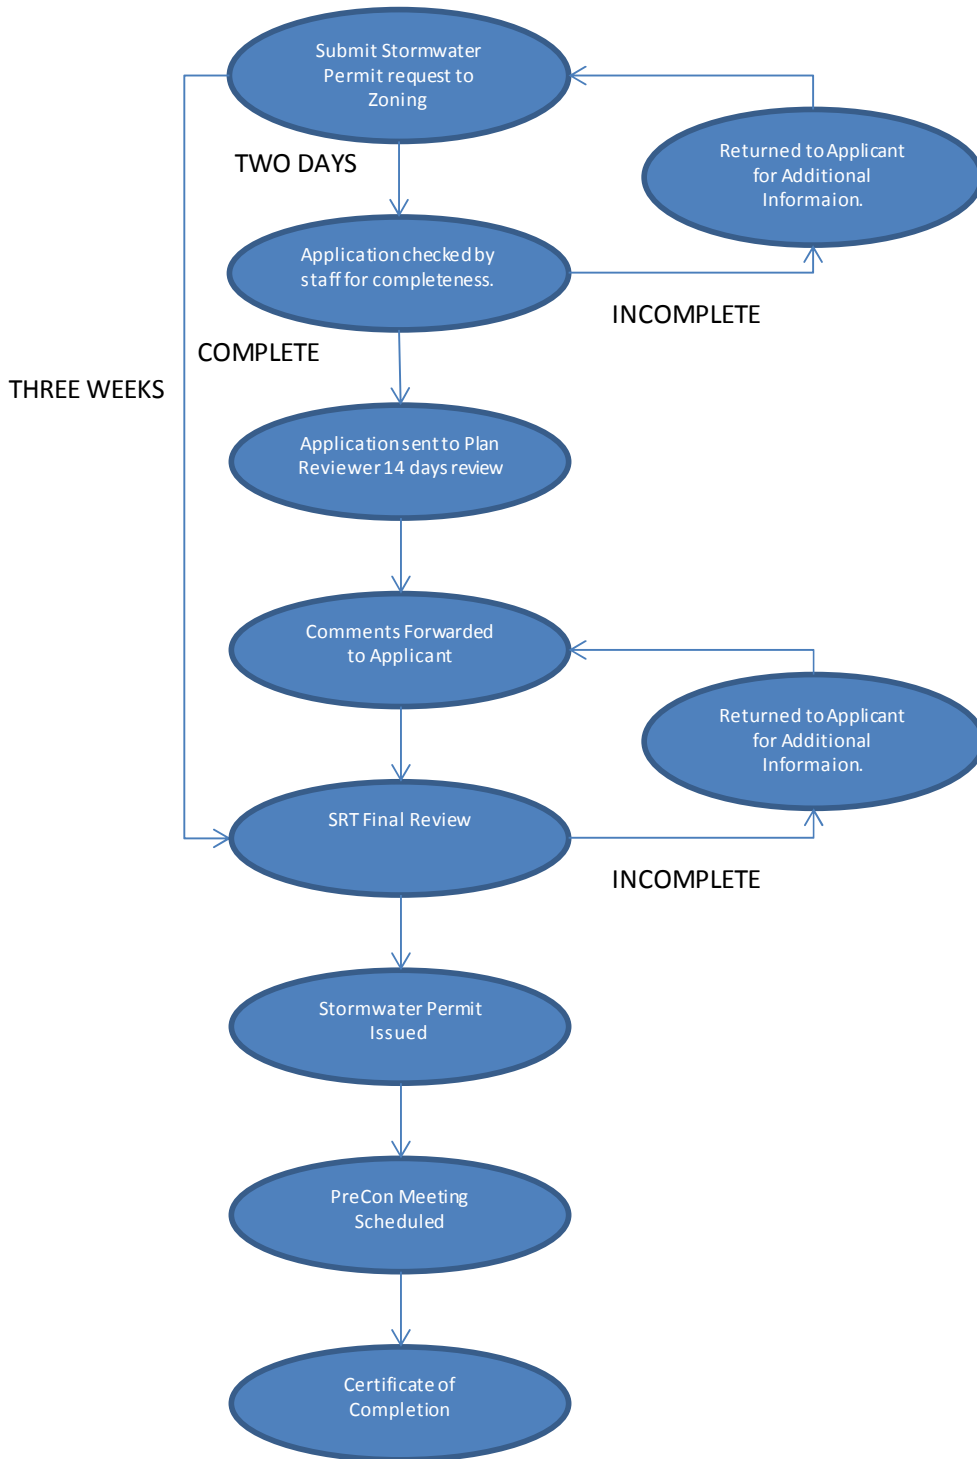 Submit Stormwater
Permit request to
Zoning
Returned to Applicant
for Additional
Informaion.
TWO DAYS
Application checked by
staff for completeness.
INCOMPLETE
COMPLETE
THREE WEEKS
Application sent to Plan
Reviewer 14 days review
Comments Forwarded
to Applicant
Returned to Applicant
for Additional
Informaion.
SRT Final Review
INCOMPLETE
Stormwater Permit
Issued
PreCon Meeting
Scheduled
Certificate of
Completion